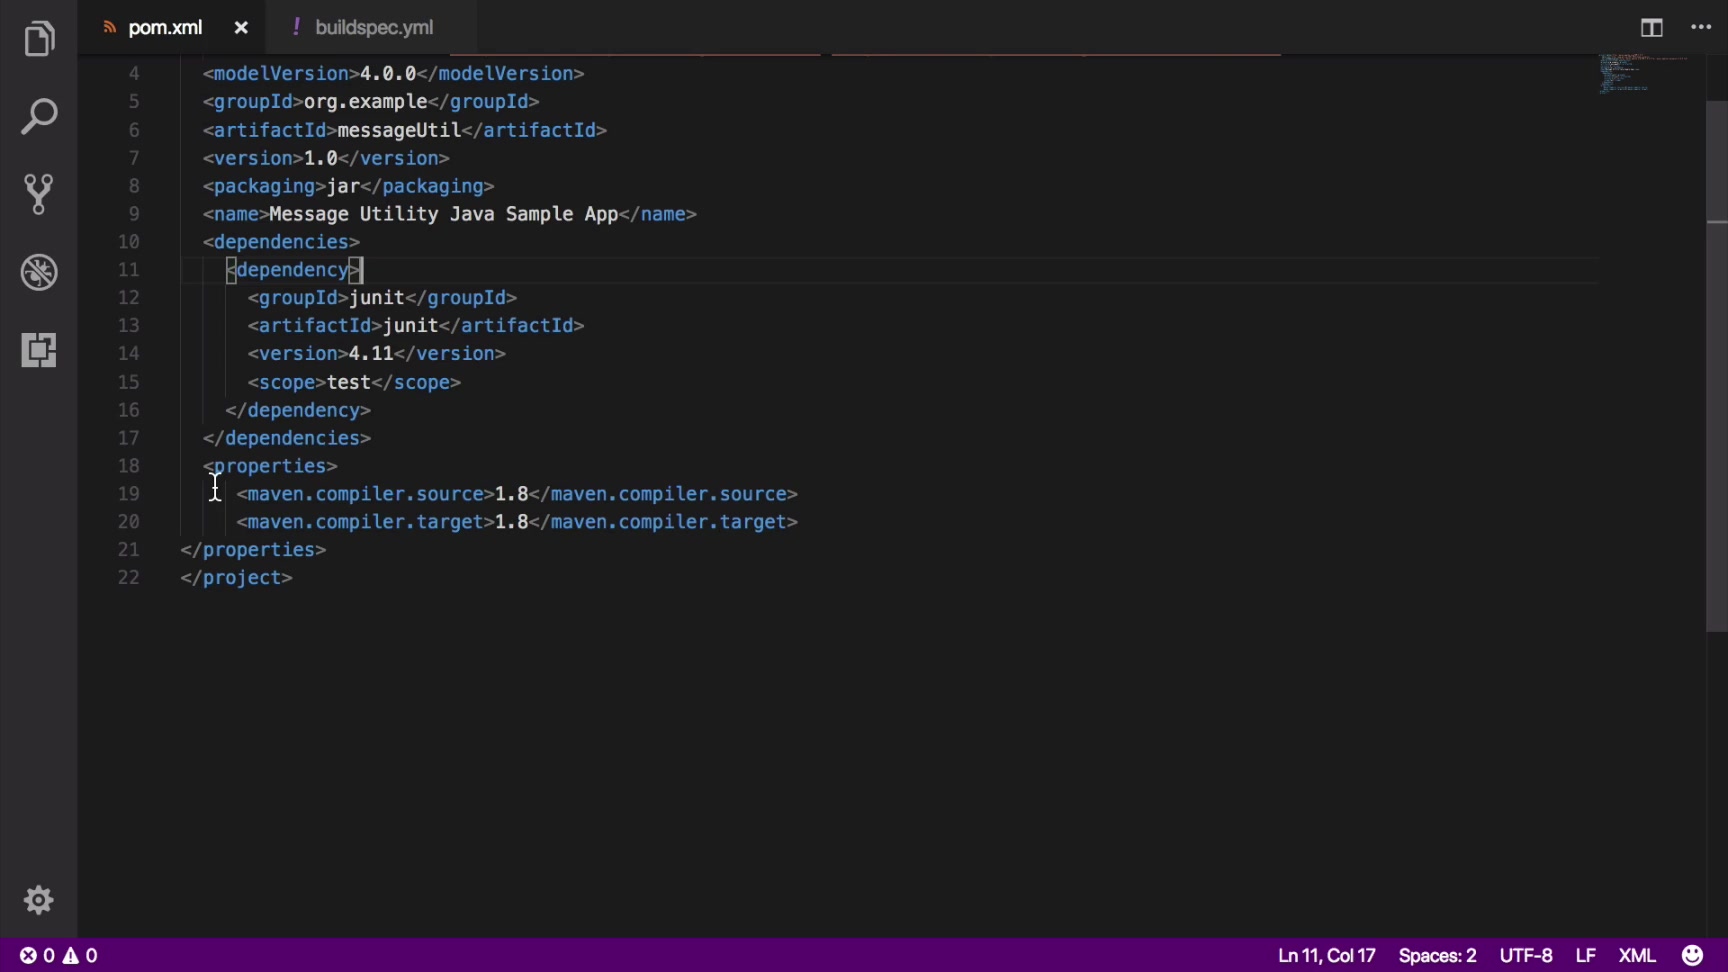 pom.xml
! buildspec.yml
4 <modelVersion>4.0.0</modelVersion>
5 <groupId>org.example</groupId>
6 <artifactId>messageUtil</artifactId>
7 <version>1.0</version>
8 <packaging>jar</packaging>
9 <name>Message Utility Java Sample App</name>
10 <dependencies>
11 <dependency>
12 <groupId>junit</groupId>
13 <artifactId>junit</artifactId>
14 <version>4.11</version>
15 <scope>test</scope>
16 </dependency>
17 </dependencies>
18 <properties>
19 <maven.compiler.source>1.8</maven.compiler.source>
20 <maven.compiler.target>1.8</maven.compiler.target>
21 </properties>
22 </project>
0 0 Ln 11, Col 17 Spaces: 2 UTF-8 LF XML